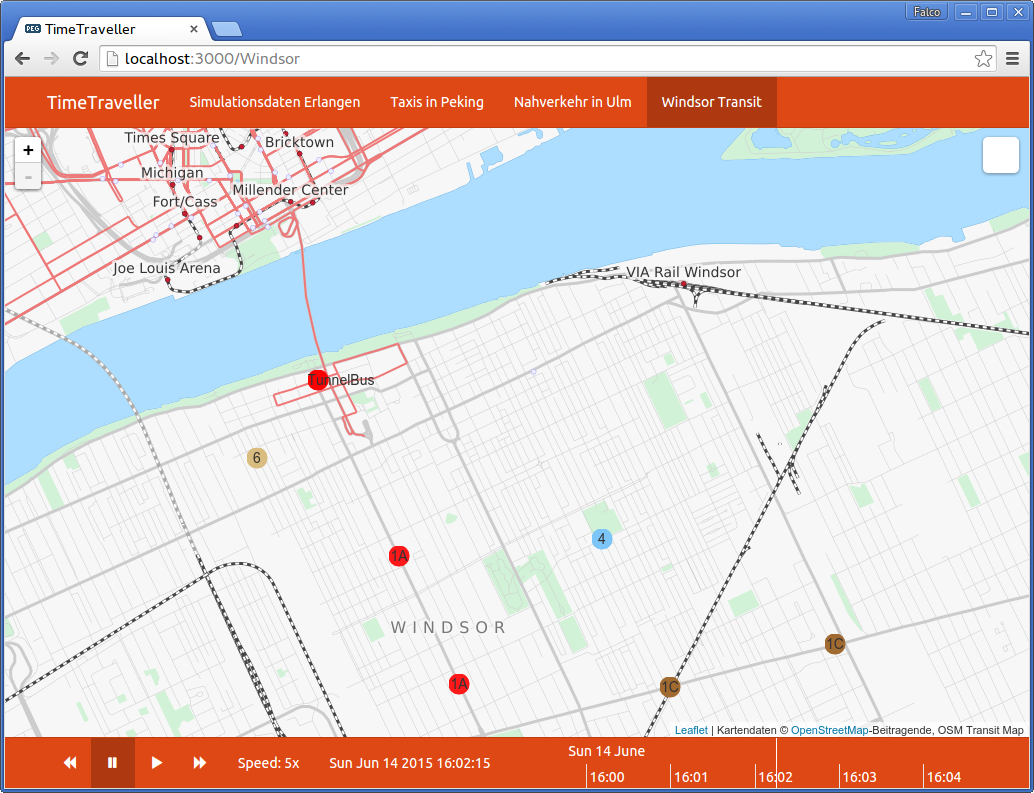 Falco
PEG TimeTraveller
localhost:3000/Windsor
TimeTraveller Simulationsdaten Erlangen Taxis in Peking Nahverkehr in Ulm Windsor Transit
+
-
Times Square
Bricktown
Michigan
Millender Center
Fort/Cass
Joe Louis Arena
VIA Rail Windsor
TunnelBus
6
4
1A
WINDSOR
1C
1A
1C
Leaflet | Kartendaten © OpenStreetMap-Beitragende, OSM Transit Map
Speed: 5x Sun Jun 14 2015 16:02:15
Sun 14 June
16:00 16:01 16:02 16:03 16:04